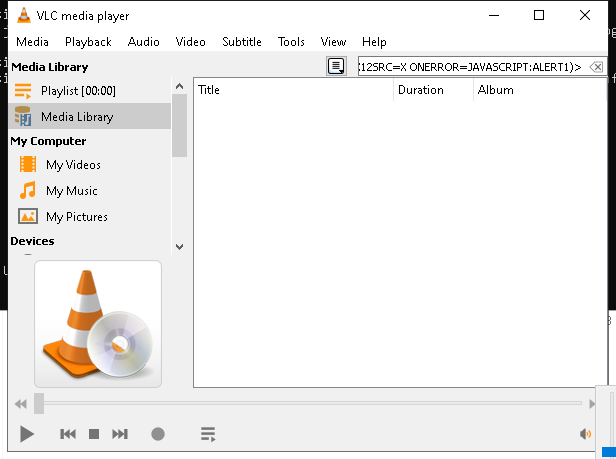 VLC media player
Media Playback Audio Video Subtitle Tools View Help
Media Library
12SRC=X ONERROR=JAVASCRIPT:ALERT1)>
Playlist [00:00]
Title Duration Album
Media Library
My Computer
My Videos
My Music
My Pictures
Devices